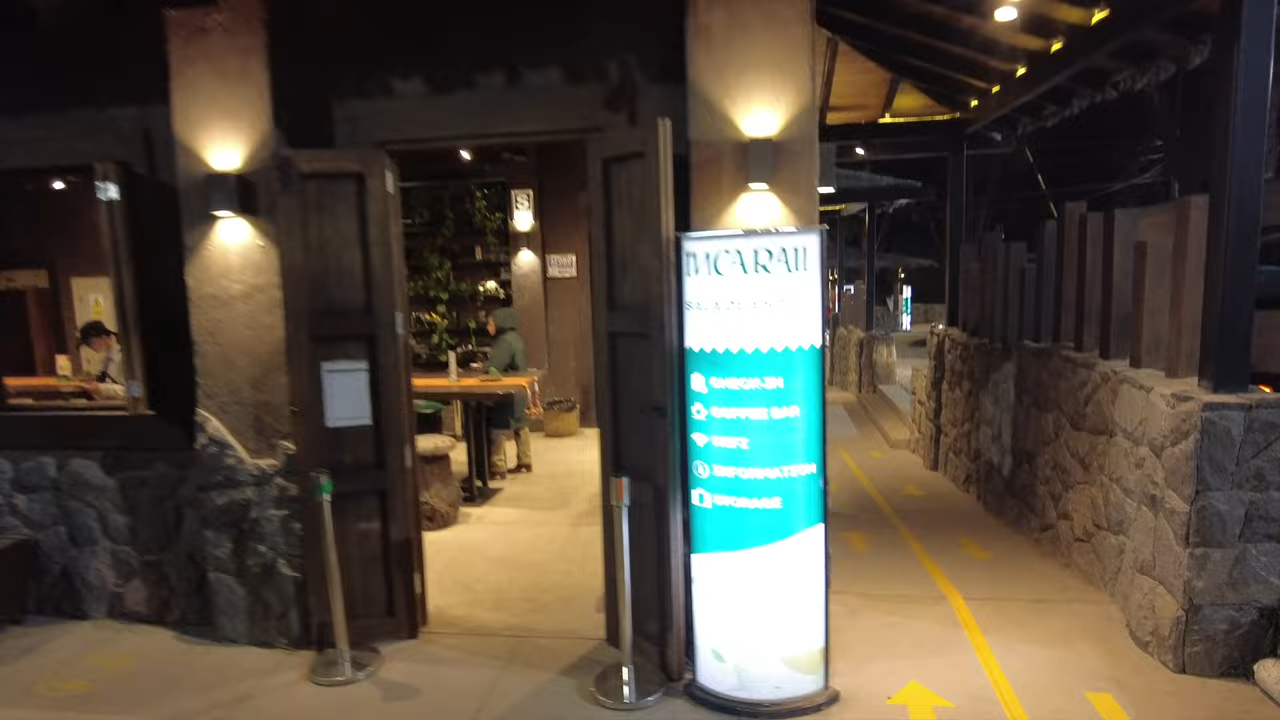 S
INCARAIL
CHECK-IN
COFFEE BAR
WIFI
INFORMATION
STORAGE